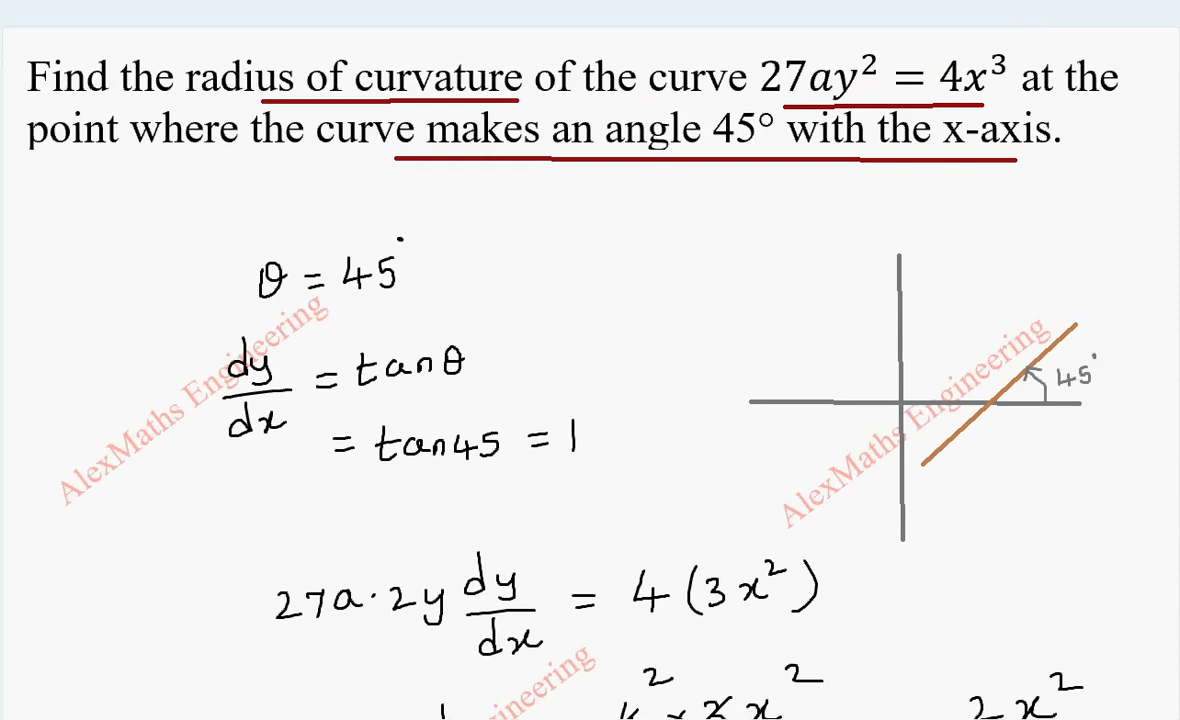 Find the radius of curvature of the curve 27ay² = 4x³ at the
point where the curve makes an angle 45° with the x-axis.
θ = 45°
dy/dx = tanθ
= tan45 = 1
45°
AlexMaths Engineering
AlexMaths Engineering
27a·2y dy/dx = 4(3x²)
ineering
2x²